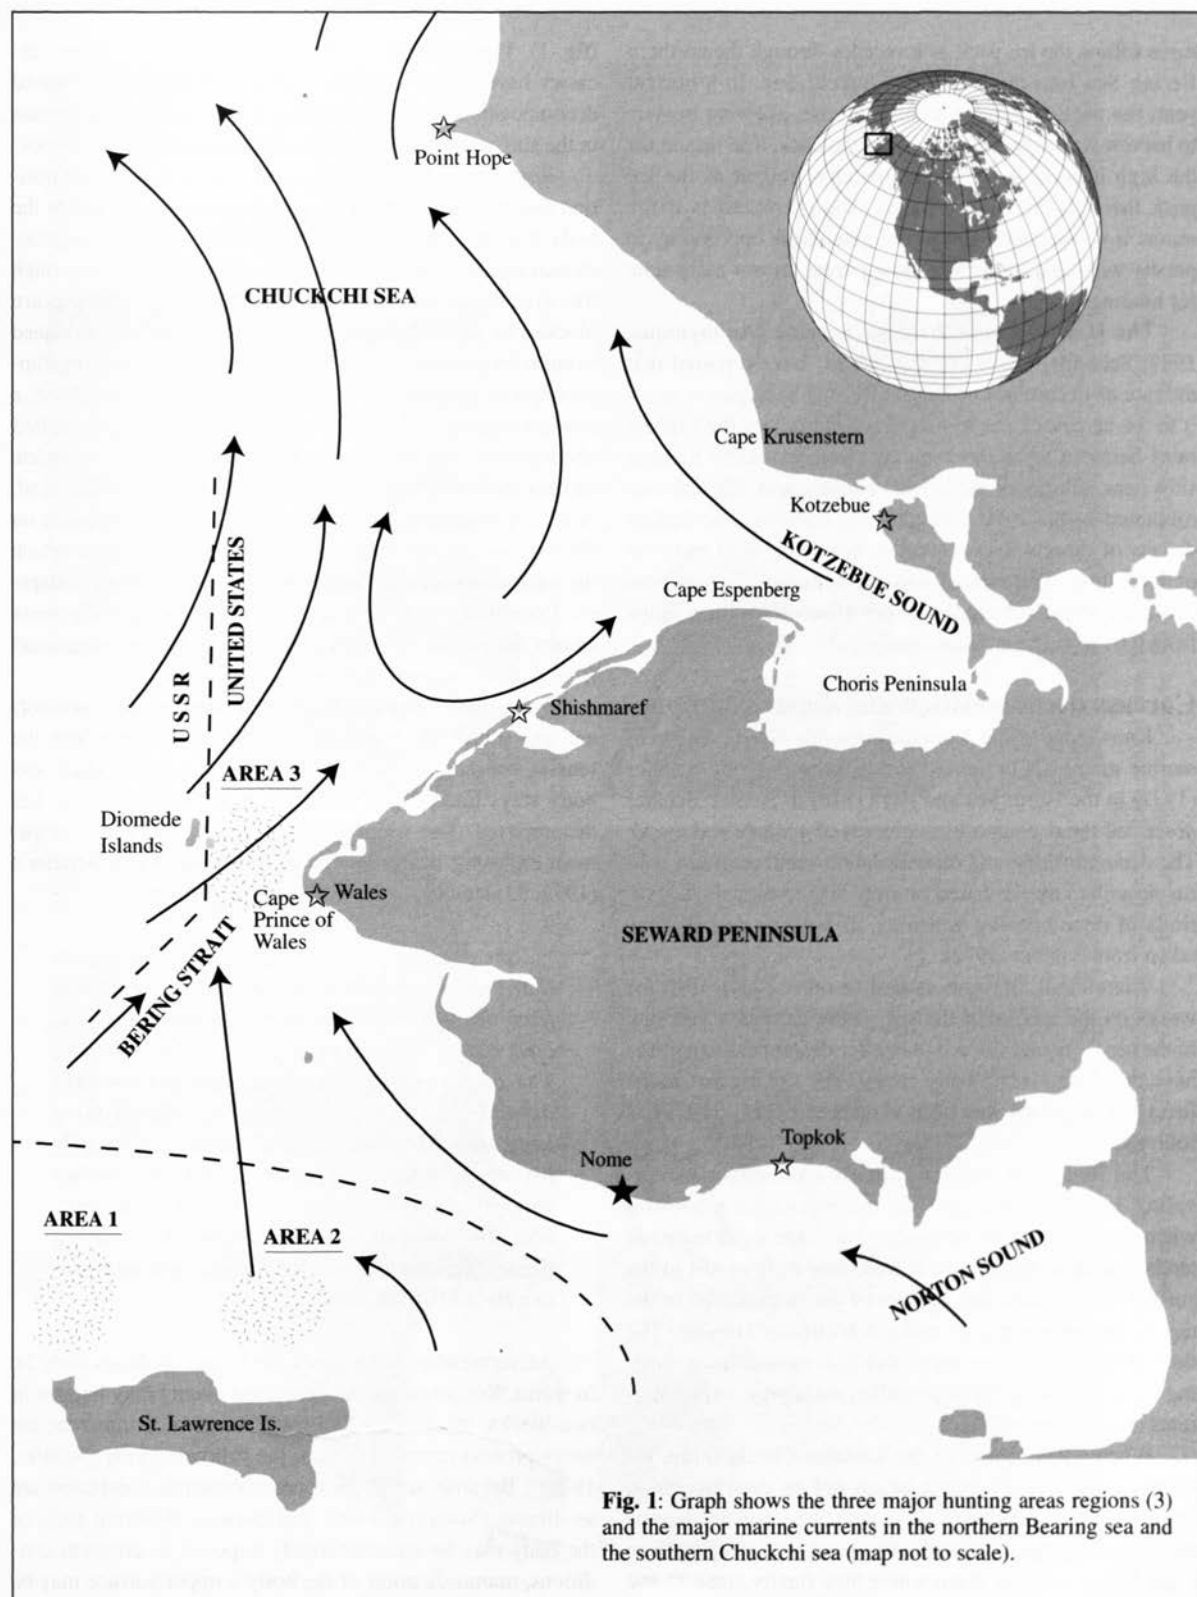 Point Hope
CHUCKCHI SEA
Cape Krusenstern
Kotzebue
KOTZEBUE SOUND
Cape Espenberg
Choris Peninsula
Shishmaref
U S S R
UNITED STATES
AREA 3
Diomede
Islands
Wales
Cape
Prince of
Wales
BERING STRAIT
SEWARD PENINSULA
Topkok
Nome
AREA 1
AREA 2
NORTON SOUND
St. Lawrence Is.
Fig. 1: Graph shows the three major hunting areas regions (3)
and the major marine currents in the northern Bearing sea and
the southern Chuckchi sea (map not to scale).